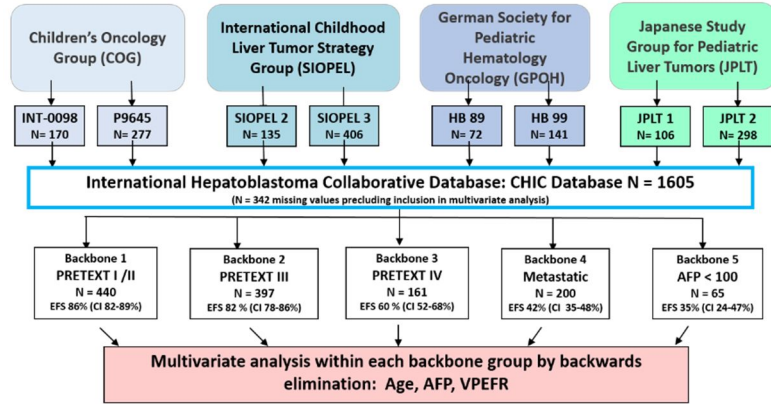 Children's Oncology
Group (COG)
International Childhood
Liver Tumor Strategy
Group (SIOPEL)
German Society for
Pediatric
Hematology
Oncology (GPOH)
Japanese Study
Group for Pediatric
Liver Tumors (JPLT)
INT-0098
N= 170
P9645
N= 277
SIOPEL 2
N= 135
SIOPEL 3
N= 406
HB 89
N= 72
HB 99
N= 141
JPLT 1
N= 106
JPLT 2
N= 298
International Hepatoblastoma Collaborative Database: CHIC Database N = 1605
(N = 342 missing values precluding inclusion in multivariate analysis)
Backbone 1
PRETEXT I /II
N = 440
EFS 86% (CI 82-89%)
Backbone 2
PRETEXT III
N = 397
EFS 82 % (CI 78-86%)
Backbone 3
PRETEXT IV
N = 161
EFS 60 % (CI 52-68%)
Backbone 4
Metastatic
N = 200
EFS 42% (CI 35-48%)
Backbone 5
AFP < 100
N = 65
EFS 35% (CI 24-47%)
Multivariate analysis within each backbone group by backwards
elimination: Age, AFP, VPEFR